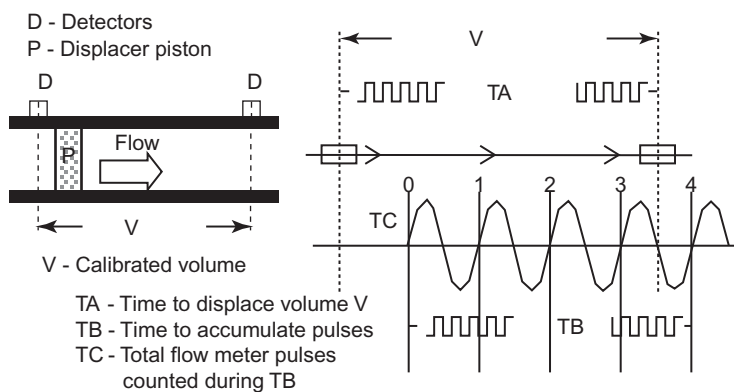 D - Detectors
P - Displacer piston
D
D
P
Flow
V
V - Calibrated volume
TA - Time to displace volume V
TB - Time to accumulate pulses
TC - Total flow meter pulses
counted during TB
V
TA
0 1 2 3 4
TC
TB